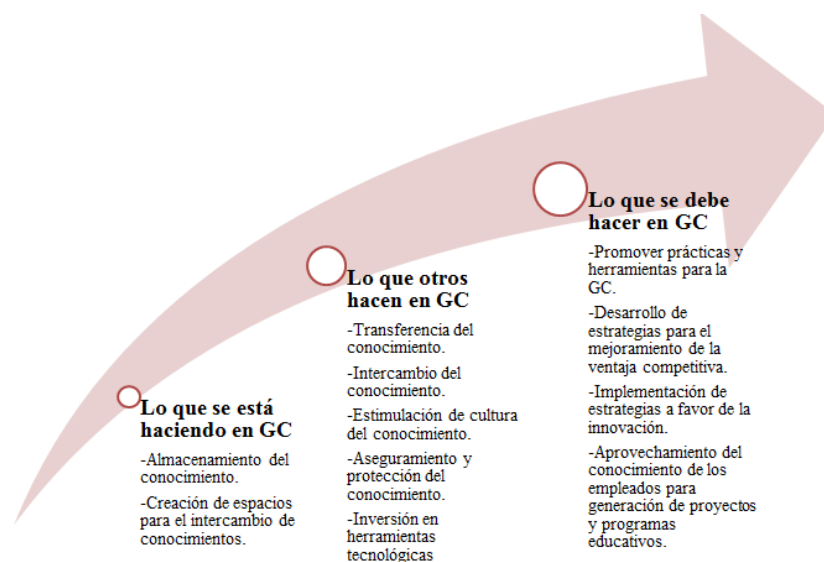 Lo que se está
haciendo en GC
-Almacenamiento del
conocimiento.
-Creación de espacios
para el intercambio de
conocimientos.
Lo que otros
hacen en GC
-Transferencia del
conocimiento.
-Intercambio del
conocimiento.
-Estimulación de cultura
del conocimiento.
-Aseguramiento y
protección del
conocimiento.
-Inversión en
herramientas
tecnológicas
Lo que se debe
hacer en GC
-Promover prácticas y
herramientas para la
GC.
-Desarrollo de
estrategias para el
mejoramiento de la
ventaja competitiva.
-Implementación de
estrategias a favor de la
innovación.
-Aprovechamiento del
conocimiento de los
empleados para
generación de proyectos
y programas
educativos.